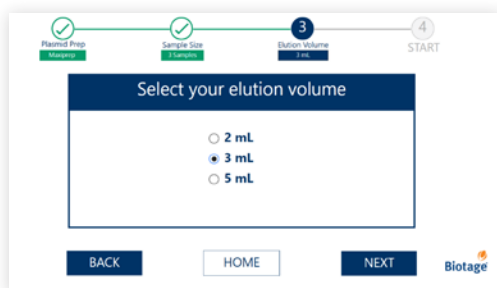 3
4
Plasmid Prep
Sample Size
Elution Volume
START
Maxiprep
3 Samples
3 mL
Select your elution volume
2 mL
3 mL
5 mL
BACK
HOME
NEXT
Biotage